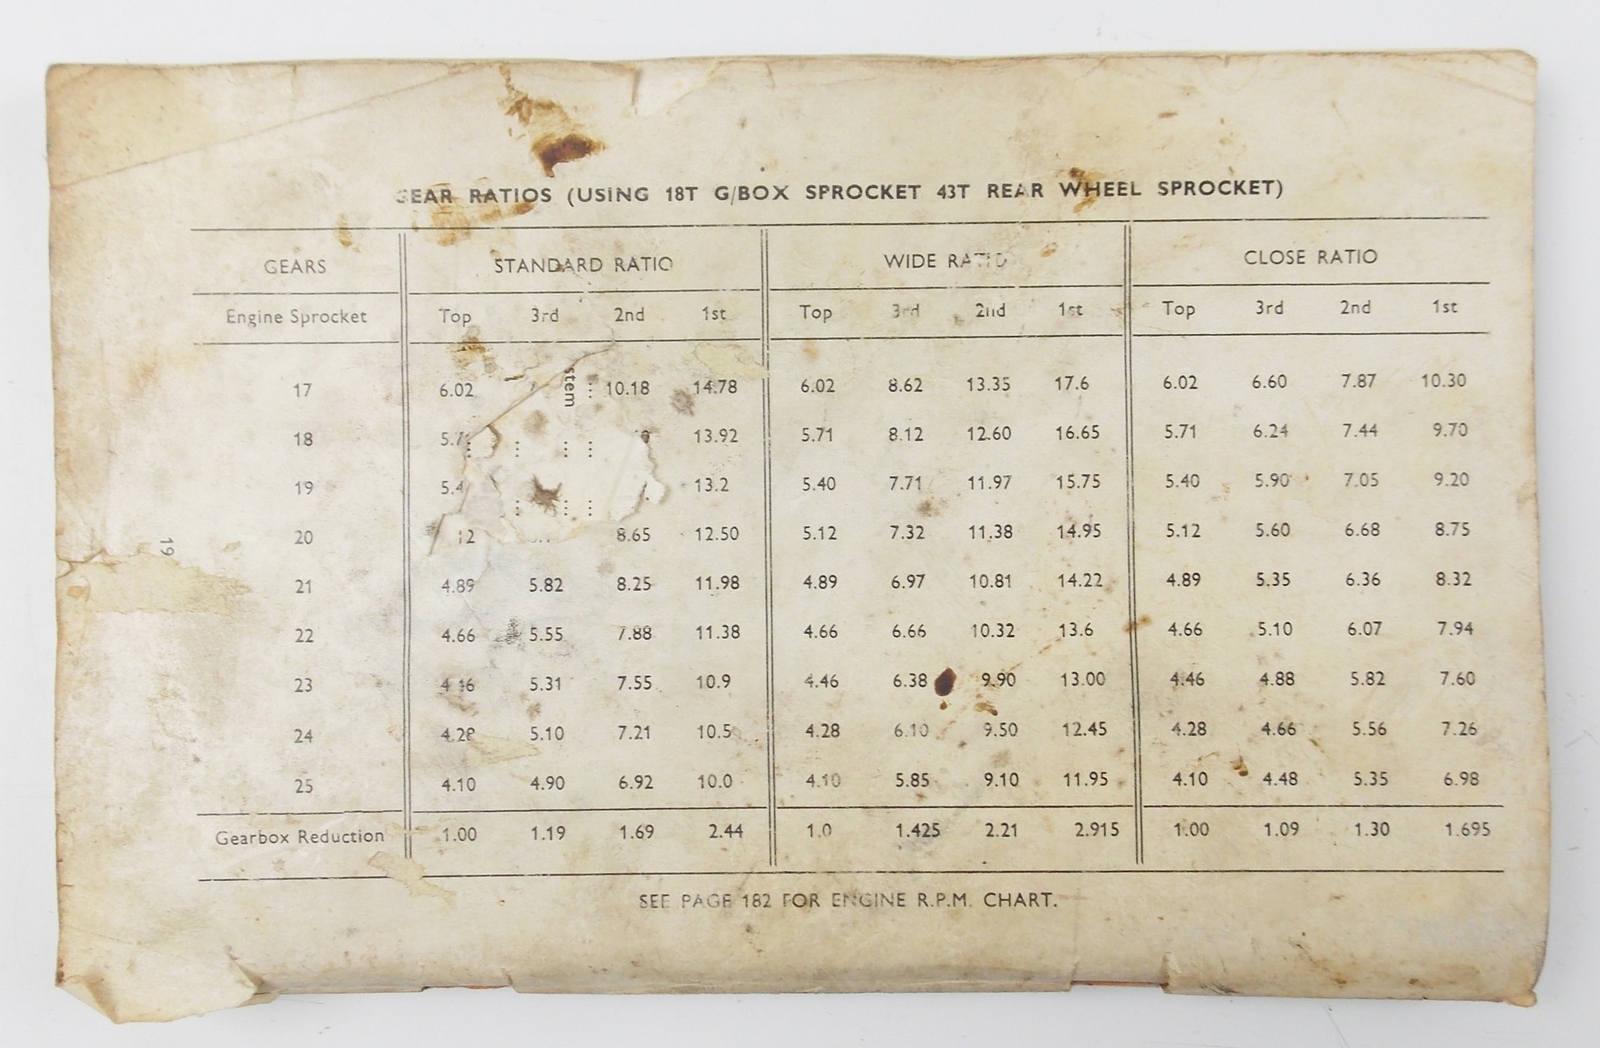 GEAR RATIOS (USING 18T G/BOX SPROCKET 43T REAR WHEEL SPROCKET)
GEARS STANDARD RATIO WIDE RATIO CLOSE RATIO
Engine Sprocket Top 3rd 2nd 1st Top 3rd 2nd 1st Top 3rd 2nd 1st
17 6.02 stem 10.18 14.78 6.02 8.62 13.35 17.6 6.02 6.60 7.87 10.30
18 13.92 5.71 8.12 12.60 16.65 5.71 6.24 7.44 9.70
19 13.2 5.40 7.71 11.97 15.75 5.40 5.90 7.05 9.20
20 8.65 12.50 5.12 7.32 11.38 14.95 5.12 5.60 6.68 8.75
21 4.89 5.82 8.25 11.98 4.89 6.97 10.81 14.22 4.89 5.35 6.36 8.32
22 4.66 5.55 7.88 11.38 4.66 6.66 10.32 13.6 4.66 5.10 6.07 7.94
23 4.46 5.31 7.55 10.9 4.46 6.38 9.90 13.00 4.46 4.88 5.82 7.60
24 4.28 5.10 7.21 10.5 4.28 6.10 9.50 12.45 4.28 4.66 5.56 7.26
25 4.10 4.90 6.92 10.0 4.10 5.85 9.10 11.95 4.10 4.48 5.35 6.98
Gearbox Reduction 1.00 1.19 1.69 2.44 1.0 1.425 2.21 2.915 1.00 1.09 1.30 1.695
SEE PAGE 182 FOR ENGINE R.P.M. CHART.
19